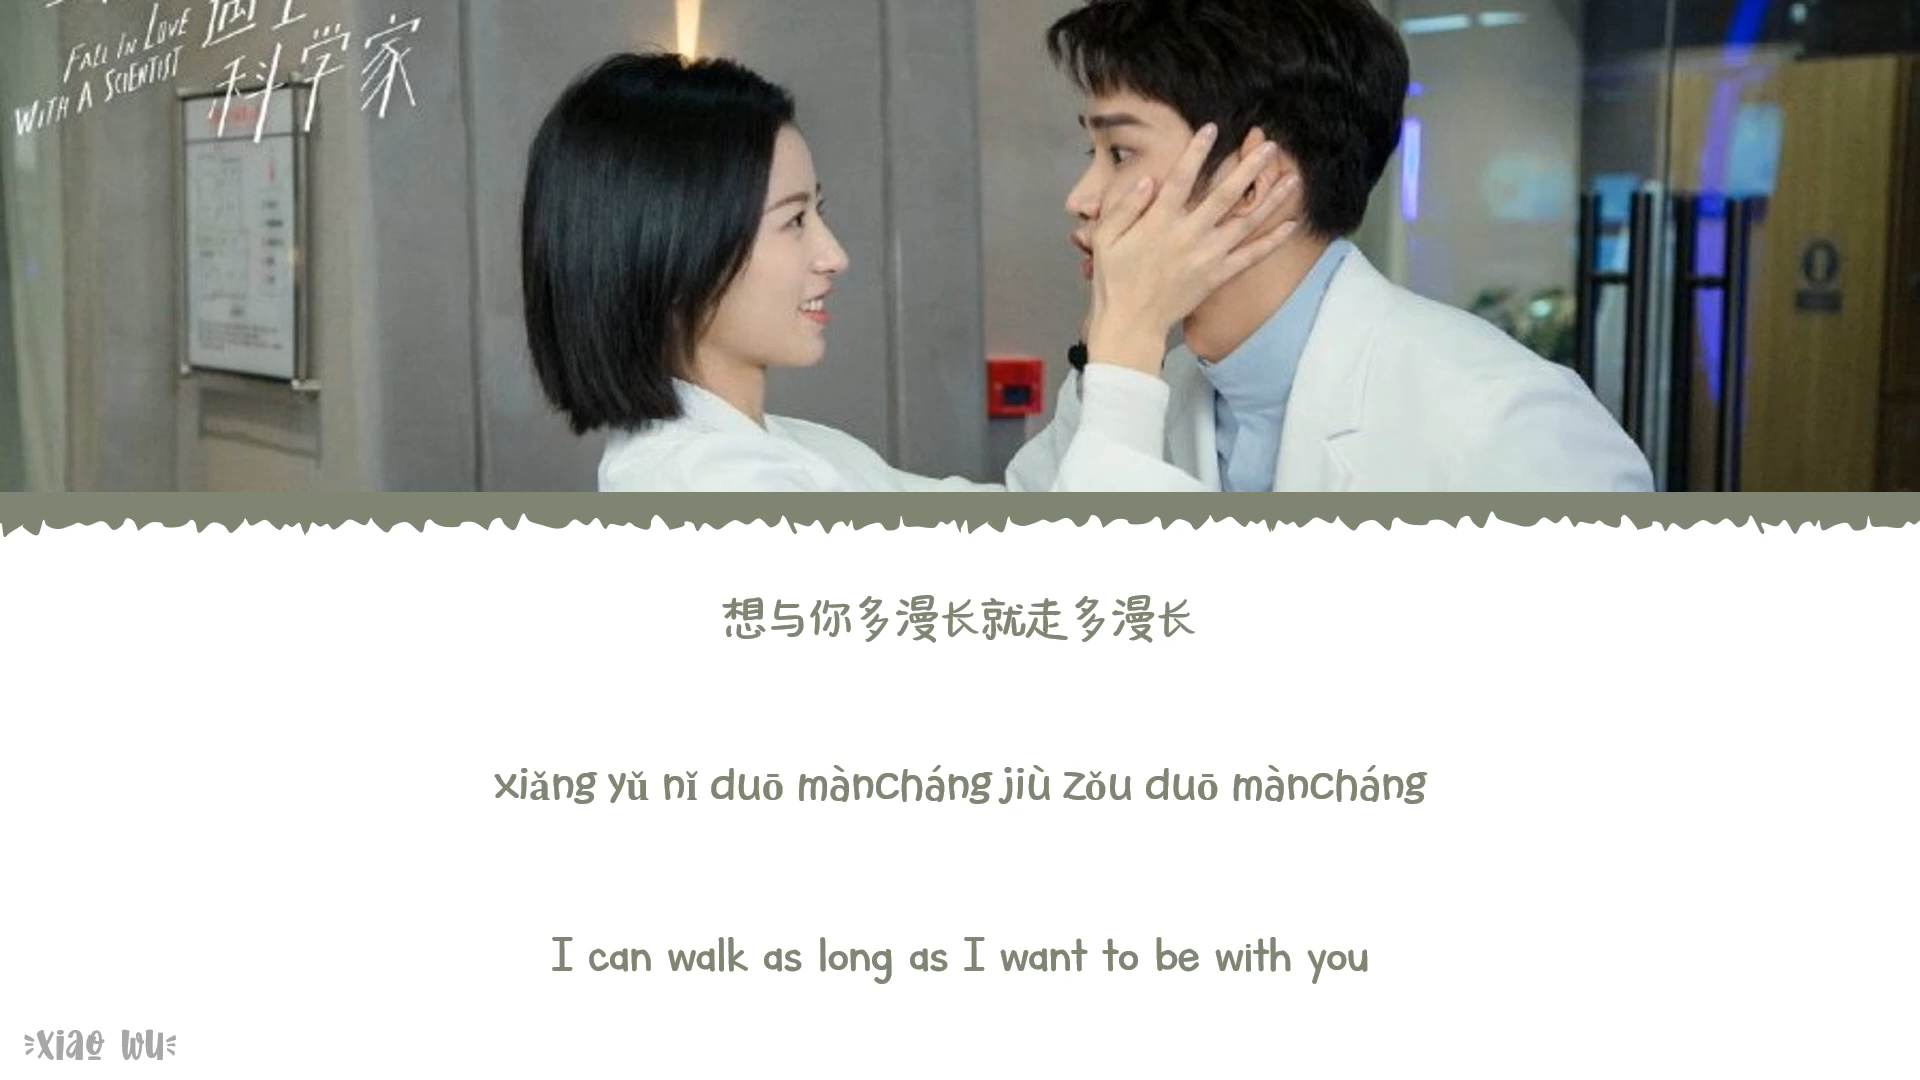 FALL IN LOVE
WITH A SCIENTIST
遇上
科学家
想与你多漫长就走多漫长
xiǎng yǔ nǐ duō màncháng jiù zǒu duō màncháng
I can walk as long as I want to be with you
xiao wu